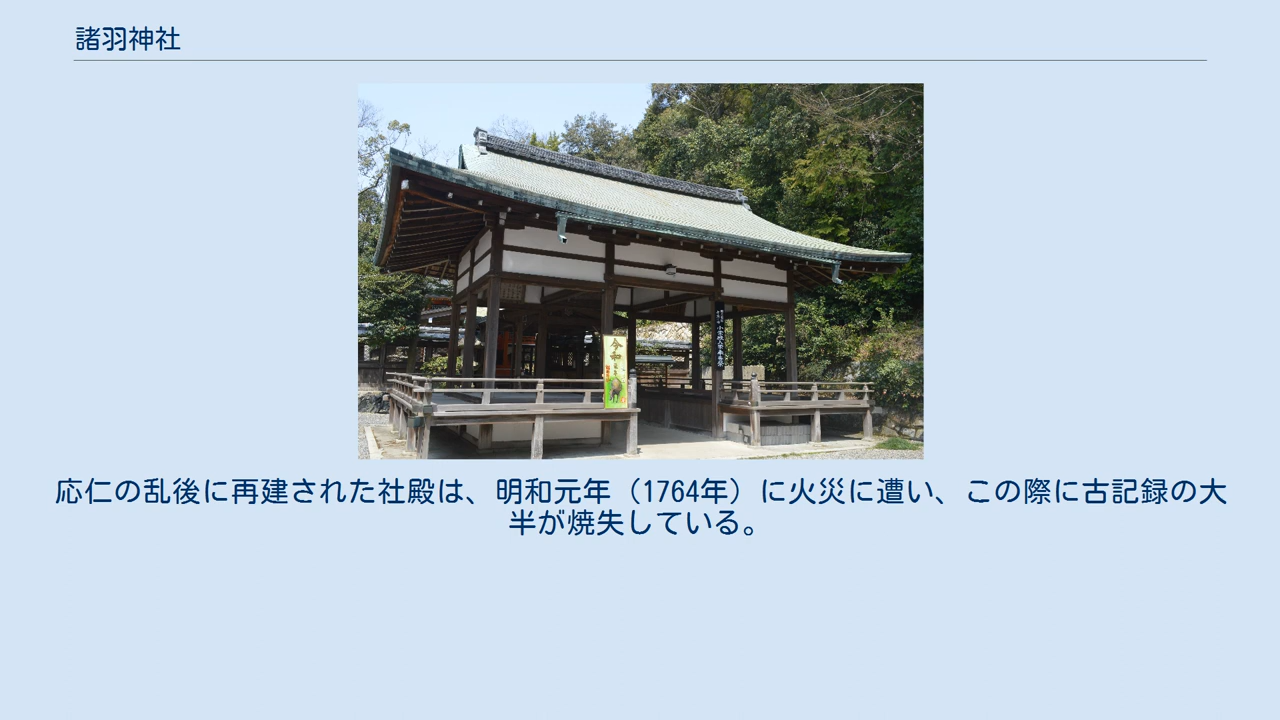 諸羽神社
令和
応仁の乱後に再建された社殿は、明和元年（1764年）に火災に遭い、この際に古記録の大
半が焼失している。